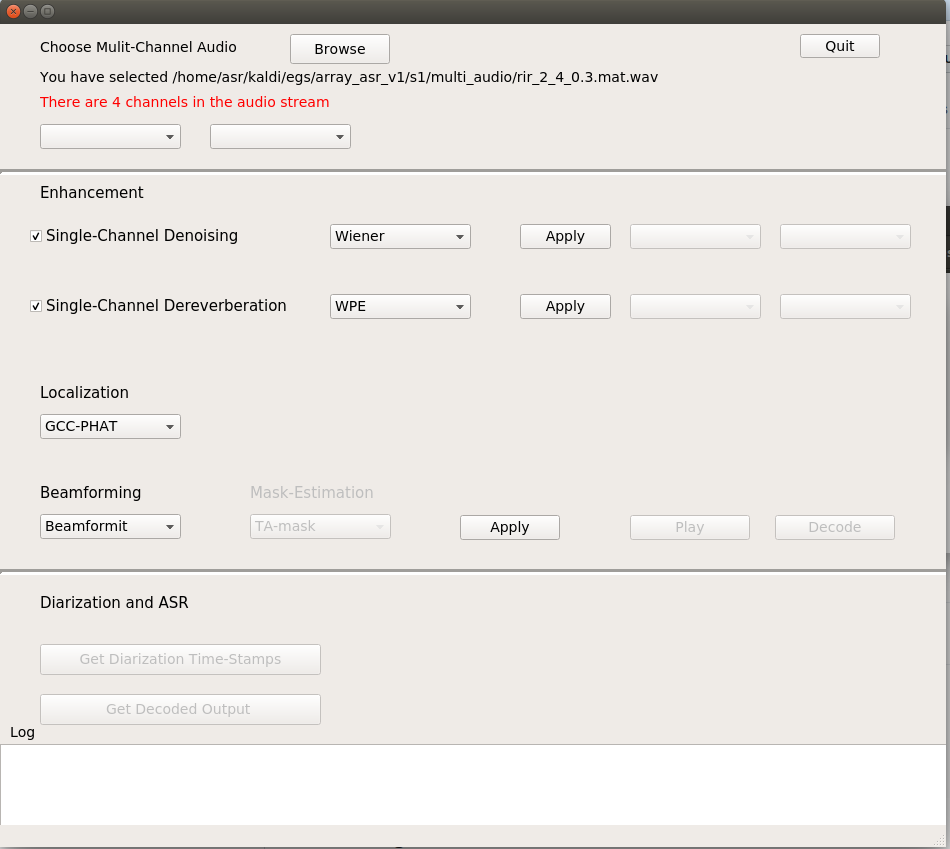 Choose Mulit-Channel Audio Browse Quit
You have selected /home/asr/kaldi/egs/array_asr_v1/s1/multi_audio/rir_2_4_0.3.mat.wav
There are 4 channels in the audio stream
Enhancement
Single-Channel Denoising Wiener Apply
Single-Channel Dereverberation WPE Apply
Localization
GCC-PHAT
Beamforming Mask-Estimation
Beamformit TA-mask Apply Play Decode
Diarization and ASR
Get Diarization Time-Stamps
Get Decoded Output
Log